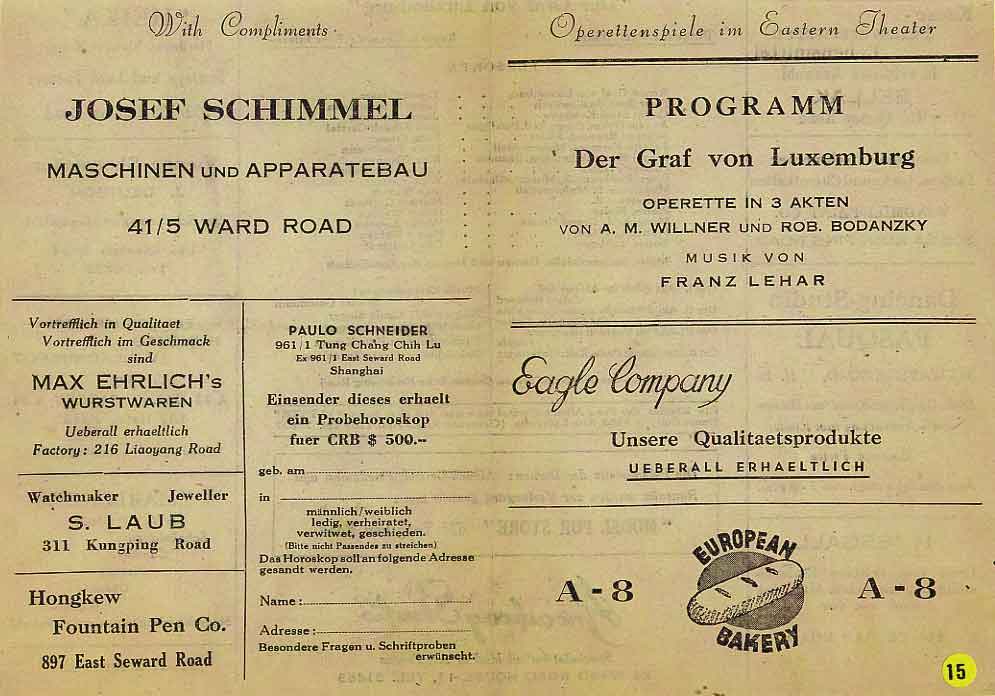 With Compliments
JOSEF SCHIMMEL
MASCHINEN UND APPARATEBAU
41/5 WARD ROAD
Vortrefflich in Qualitaet
Vortrefflich im Geschmack
sind
MAX EHRLICH's
WURSTWAREN
Ueberall erhaeltlich
Factory: 216 Liaoyang Road
Watchmaker Jeweller
S. LAUB
311 Kungping Road
Hongkew
Fountain Pen Co.
897 East Seward Road
PAULO SCHNEIDER
961/1 Tung Chang Chih Lu
Ex 961/1 East Seward Road
Shanghai
Einsender dieses erhaelt
ein Probehoroskop
fuer CRB $ 500.--
geb. am
in
männlich/weiblich
ledig, verheiratet,
verwitwet, geschieden.
(Bitte nicht Passendes zu streichen)
Das Horoskop soll an folgende Adresse
gesandt werden.
Name:
Adresse:
Besondere Fragen u. Schriftproben
erwünscht.
Operettenspiele im Eastern Theater
PROGRAMM
Der Graf von Luxemburg
OPERETTE IN 3 AKTEN
VON A. M. WILLNER UND ROB. BODANZKY
MUSIK VON
FRANZ LEHAR
Eagle Company
Unsere Qualitaetsprodukte
UEBERALL ERHAELTLICH
A-8
EUROPEAN
BAKERY
A-8
15